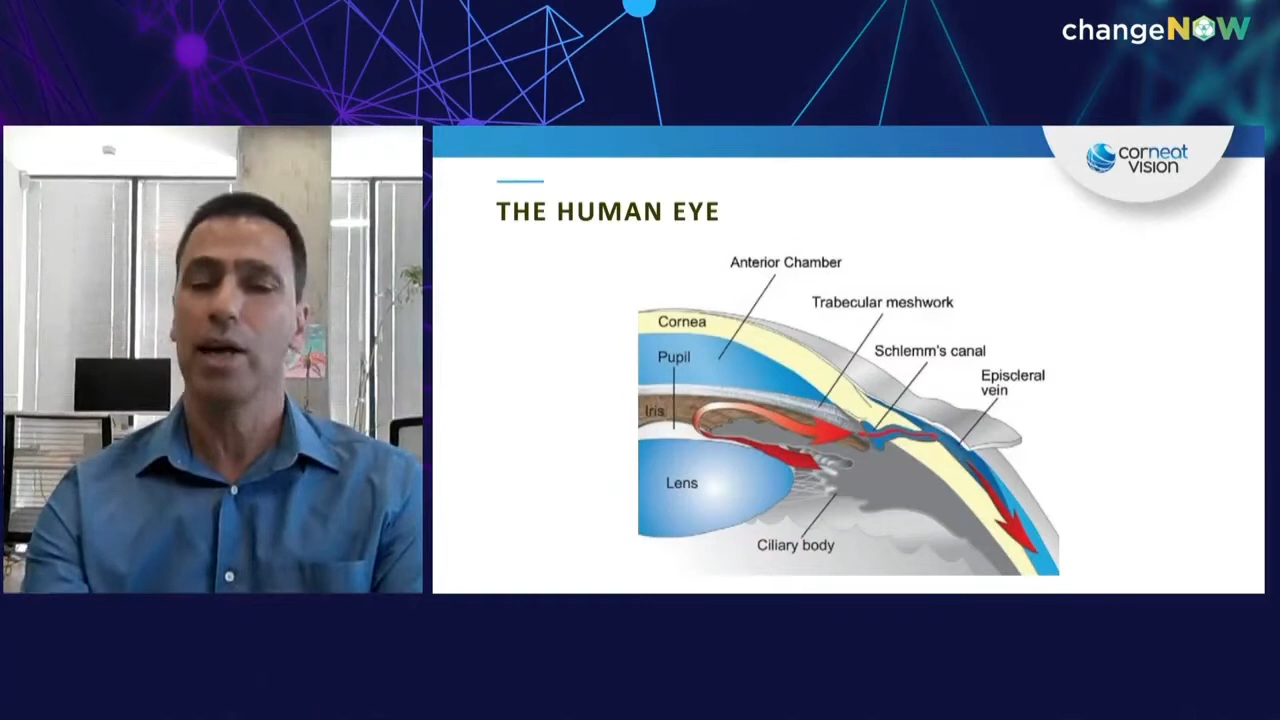 changeNOW
corneat
VISION
THE HUMAN EYE
Anterior Chamber
Trabecular meshwork
Cornea
Schlemm's canal
Pupil
Episcleral
vein
Iris
Lens
Ciliary body